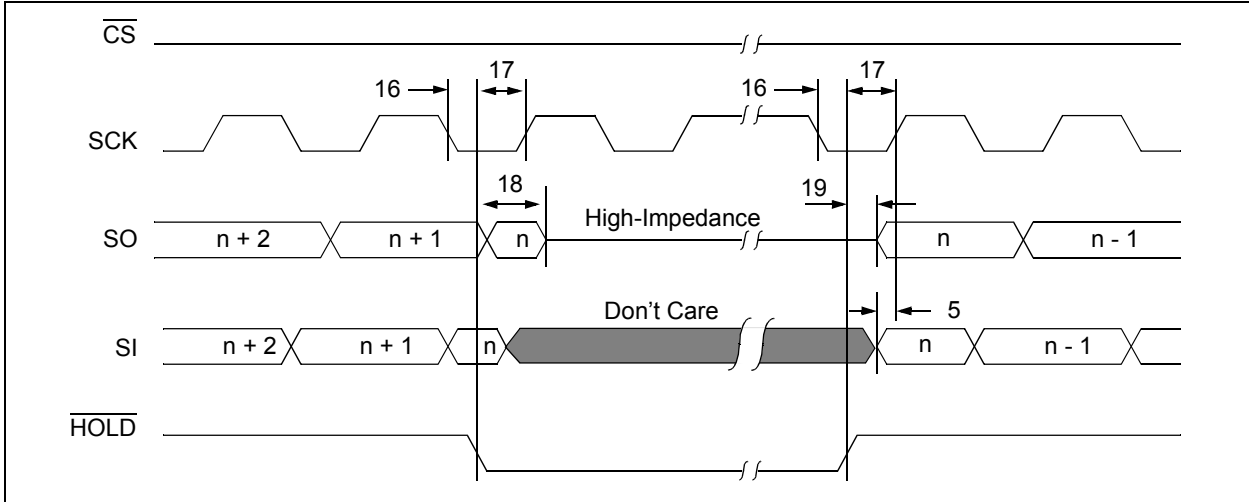 CS
16 17 16 17
SCK
18 19
SO n + 2 n + 1 n High-Impedance n n - 1
Don't Care 5
SI n + 2 n + 1 n n n - 1
HOLD